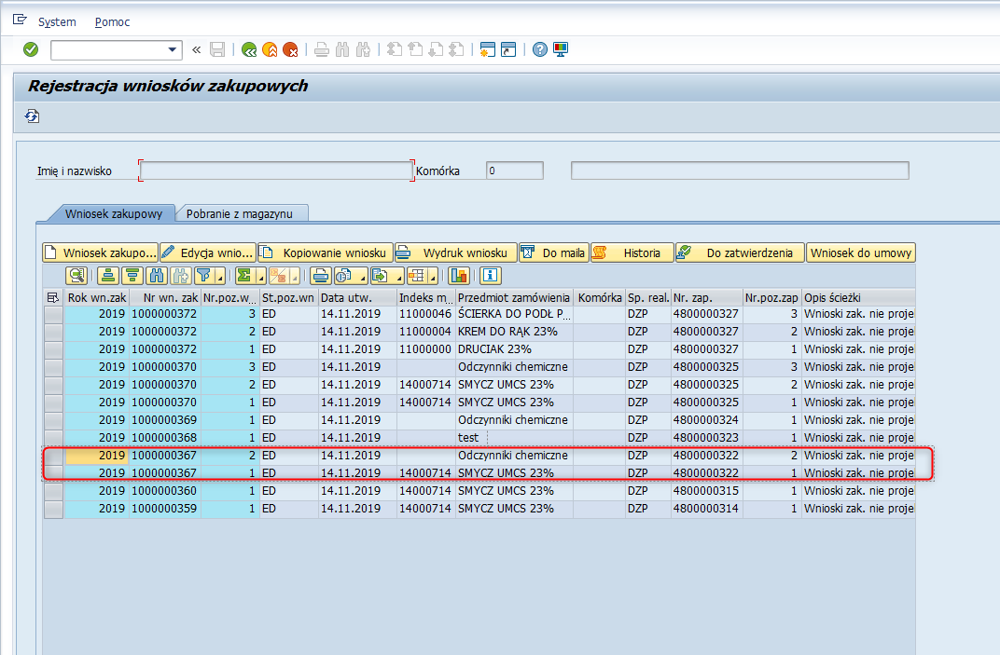 System Pomoc
Rejestracja wniosków zakupowych
Imię i nazwisko Komórka 0
Wniosek zakupowy Pobranie z magazynu
Wniosek zakupo... Edycja wnio... Kopiowanie wniosku Wydruk wniosku Do maila Historia Do zatwierdzenia Wniosek do umowy
Rok wn.zak Nr wn. zak Nr.poz.w... St.poz.wn Data utw. Indeks m... Przedmiot zamówienia Komórka Sp. real. Nr. zap. Nr.poz.zap Opis ścieżki
2019 1000000372 3 ED 14.11.2019 11000046 ŚCIERKA DO PODŁ P... DZP 4800000327 3 Wnioski zak. nie proje
2019 1000000372 2 ED 14.11.2019 11000004 KREM DO RĄK 23% DZP 4800000327 2 Wnioski zak. nie proje
2019 1000000372 1 ED 14.11.2019 11000000 DRUCIAK 23% DZP 4800000327 1 Wnioski zak. nie proje
2019 1000000370 3 ED 14.11.2019 Odczynniki chemiczne DZP 4800000325 3 Wnioski zak. nie proje
2019 1000000370 2 ED 14.11.2019 14000714 SMYCZ UMCS 23% DZP 4800000325 2 Wnioski zak. nie proje
2019 1000000370 1 ED 14.11.2019 14000714 SMYCZ UMCS 23% DZP 4800000325 1 Wnioski zak. nie proje
2019 1000000369 1 ED 14.11.2019 Odczynniki chemiczne DZP 4800000324 1 Wnioski zak. nie proje
2019 1000000368 1 ED 14.11.2019 test DZP 4800000323 1 Wnioski zak. nie proje
2019 1000000367 2 ED 14.11.2019 Odczynniki chemiczne DZP 4800000322 2 Wnioski zak. nie proje
2019 1000000367 1 ED 14.11.2019 14000714 SMYCZ UMCS 23% DZP 4800000322 1 Wnioski zak. nie proje
2019 1000000360 1 ED 14.11.2019 14000714 SMYCZ UMCS 23% DZP 4800000315 1 Wnioski zak. nie proje
2019 1000000359 1 ED 14.11.2019 14000714 SMYCZ UMCS 23% DZP 4800000314 1 Wnioski zak. nie proje